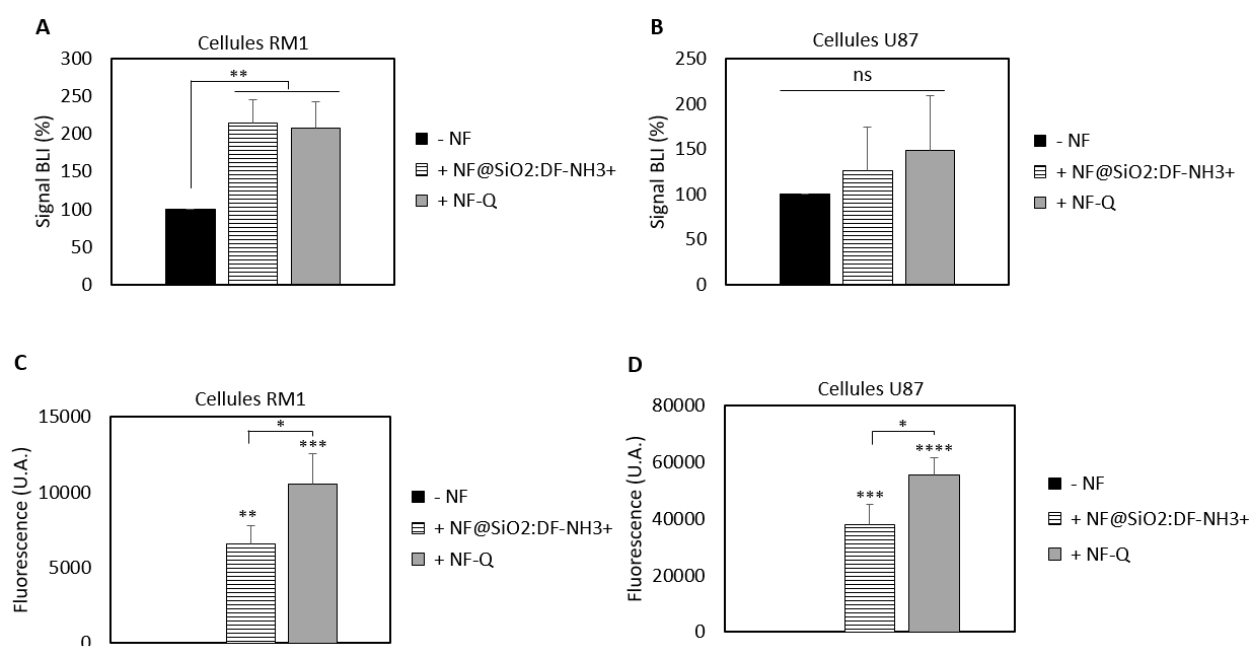 A
Cellules RM1
300
250
200
150
100
50
0
Signal BLI (%)
**
- NF
+ NF@SiO2:DF-NH3+
+ NF-Q
B
Cellules U87
250
200
150
100
50
0
Signal BLI (%)
ns
- NF
+ NF@SiO2:DF-NH3+
+ NF-Q
C
Cellules RM1
15000
10000
5000
0
Fluorescence (U.A.)
*
***
**
- NF
+ NF@SiO2:DF-NH3+
+ NF-Q
D
Cellules U87
80000
60000
40000
20000
0
Fluorescence (U.A.)
*
****
***
- NF
+ NF@SiO2:DF-NH3+
+ NF-Q